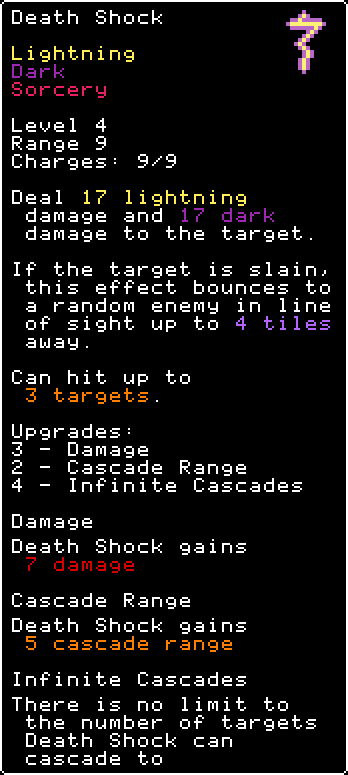 Death Shock
Lightning
Dark
Sorcery
Level 4
Range 9
Charges: 9/9
Deal 17 lightning
damage and 17 dark
damage to the target.
If the target is slain,
this effect bounces to
a random enemy in line
of sight up to 4 tiles
away.
Can hit up to
3 targets.
Upgrades:
3 - Damage
2 - Cascade Range
4 - Infinite Cascades
Damage
Death Shock gains
7 damage
Cascade Range
Death Shock gains
5 cascade range
Infinite Cascades
There is no limit to
the number of targets
Death Shock can
cascade to